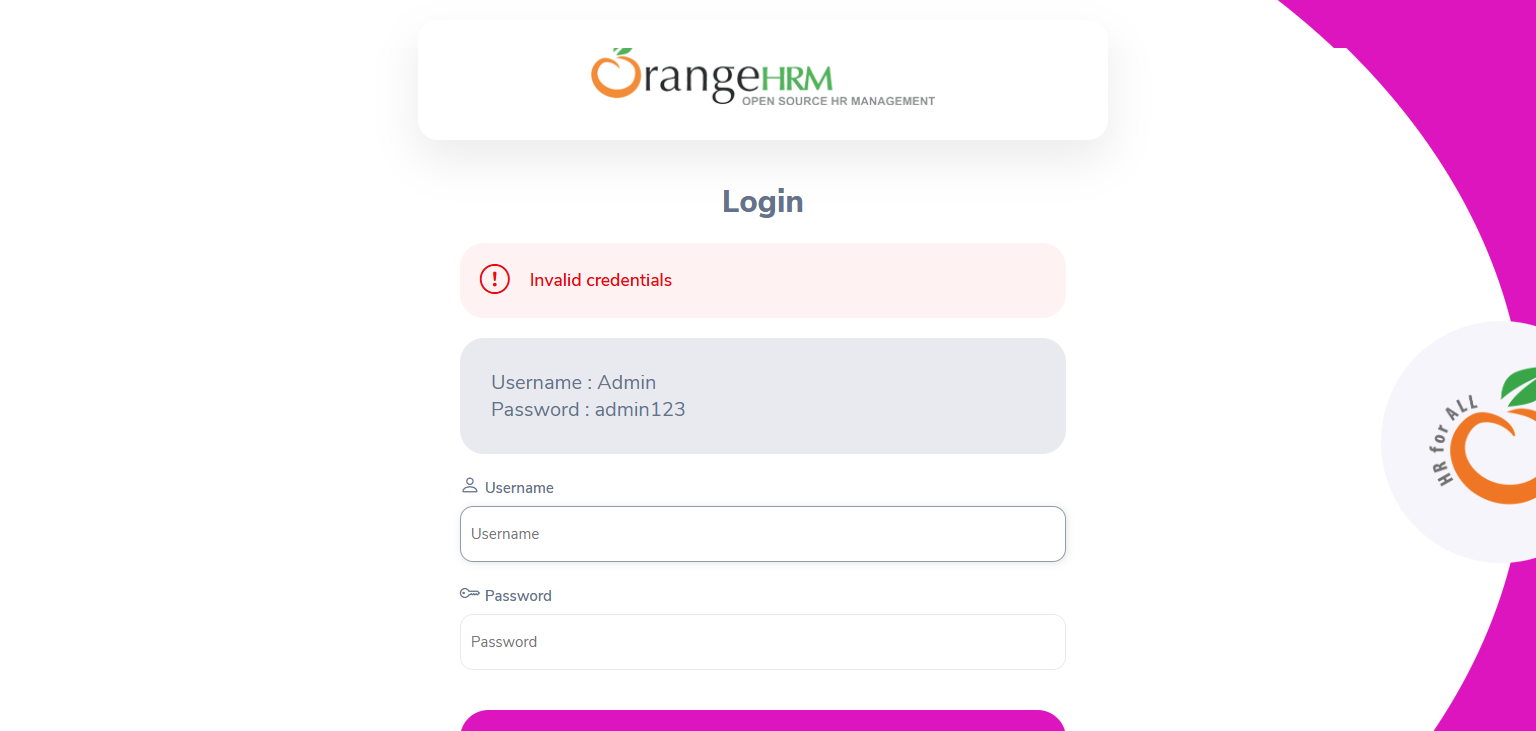 OrangeHRM
OPEN SOURCE HR MANAGEMENT
Login
! Invalid credentials
Username : Admin
Password : admin123
Username
Username
Password
Password
HR for ALL